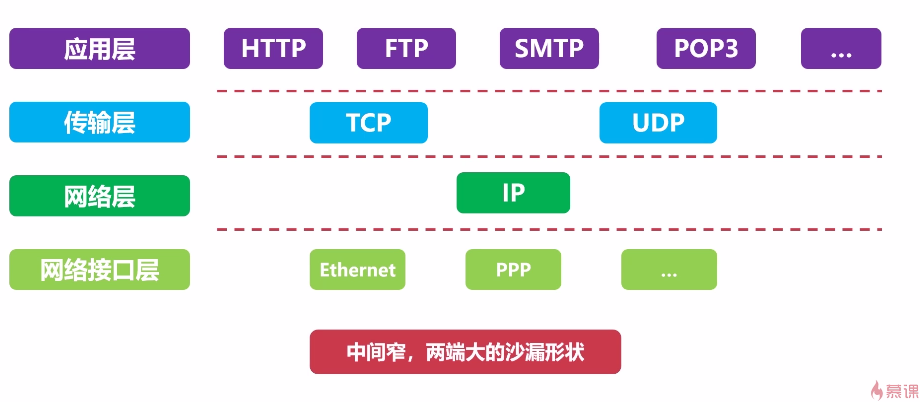 应用层 HTTP FTP SMTP POP3 ...
传输层 TCP UDP
网络层 IP
网络接口层 Ethernet PPP ...
中间窄，两端大的沙漏形状
慕课